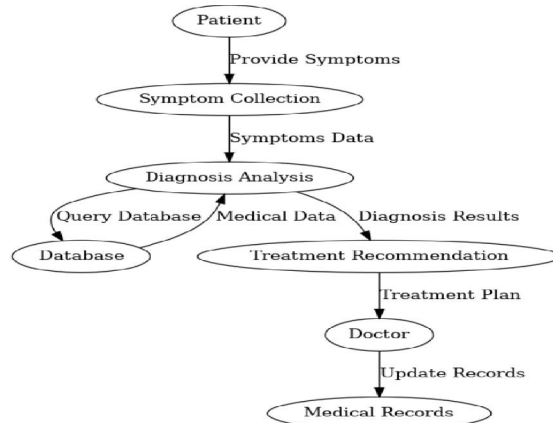 Patient
Provide Symptoms
Symptom Collection
Symptoms Data
Diagnosis Analysis
Query Database
Medical Data
Diagnosis Results
Database
Treatment Recommendation
Treatment Plan
Doctor
Update Records
Medical Records